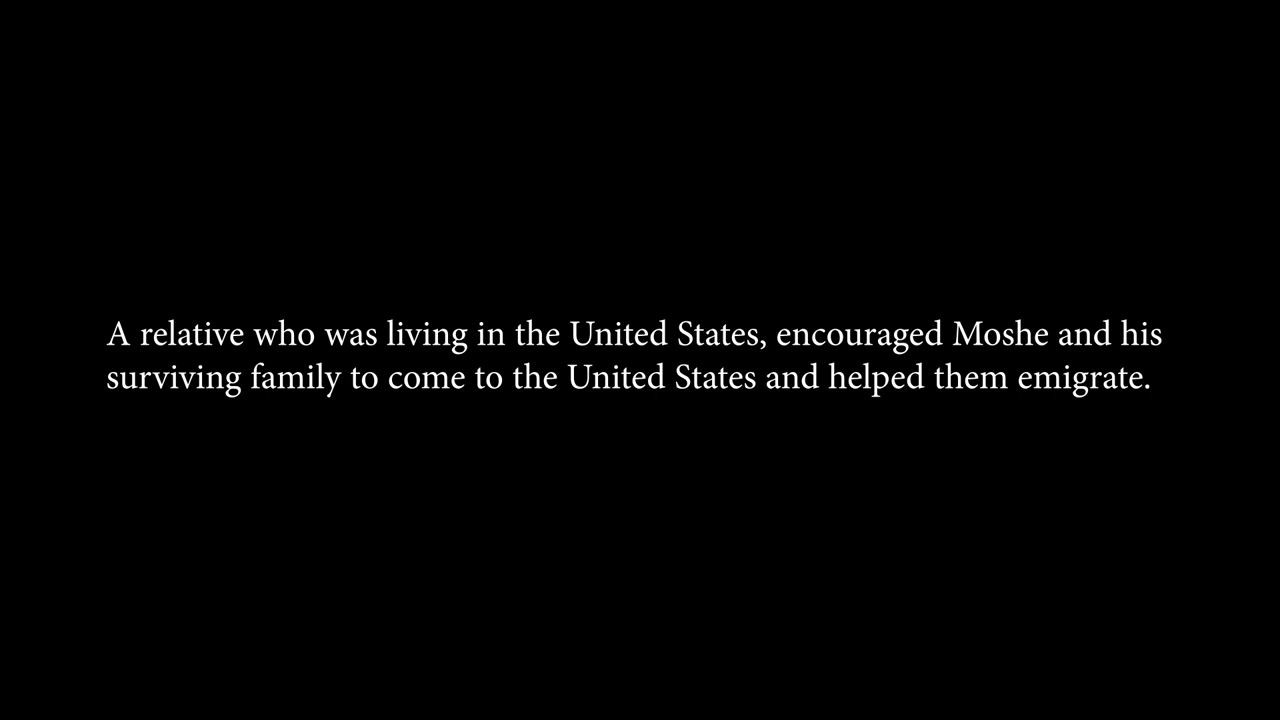 A relative who was living in the United States, encouraged Moshe and his
surviving family to come to the United States and helped them emigrate.